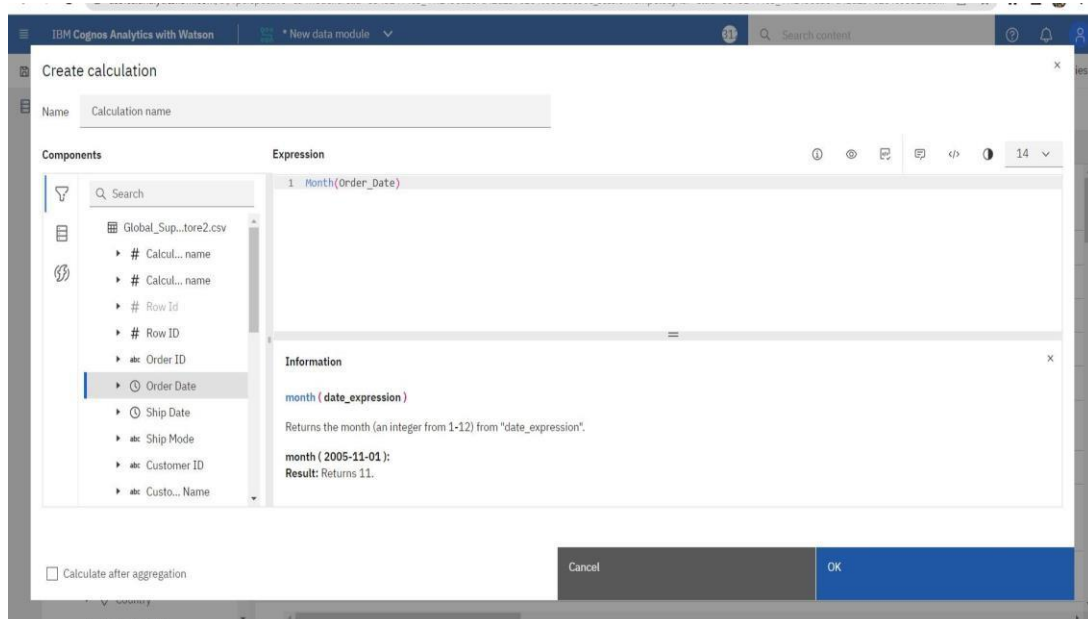 IBM Cognos Analytics with Watson
* New data module
31
Search content
Create calculation
ies
Name
Calculation name
Components
Expression
14
Search
1 Month(Order_Date)
Global_Sup...tore2.csv
# Calcul... name
# Calcul... name
# Row Id
# Row ID
abc Order ID
Order Date
Ship Date
abc Ship Mode
abc Customer ID
abc Custo... Name
Information
month ( date_expression )
Returns the month (an integer from 1-12) from "date_expression".
month ( 2005-11-01 ):
Result: Returns 11.
Calculate after aggregation
Cancel
OK
Country